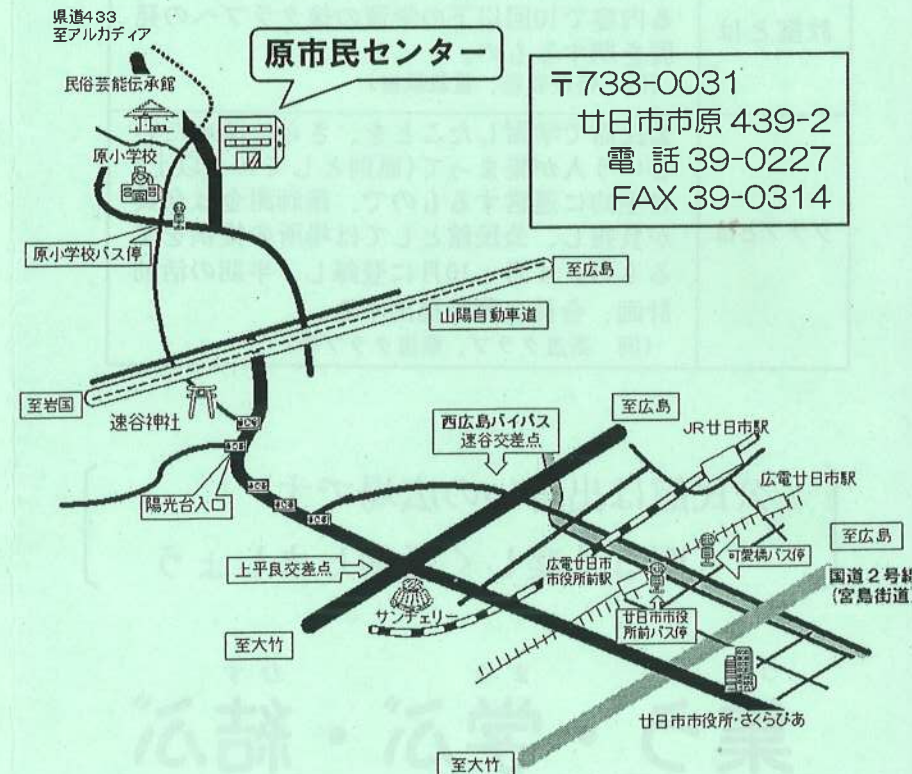 県道433
至アルカディア
民俗芸能伝承館
原市民センター
〒738-0031
廿日市市原 439-2
電 話 39-0227
FAX 39-0314
原小学校
原小学校バス停
至広島
山陽自動車道
至岩国
速谷神社
陽光台入口
西広島バイパス
速谷交差点
至広島
JR廿日市駅
広電廿日市駅
至広島
可愛橋バス停
国道2号線
(宮島街道)
上平良交差点
サンチェリー
広電廿日市
市役所前駅
廿日市市役
所前バス停
至大竹
廿日市市役所・さくらぴあ
至大竹